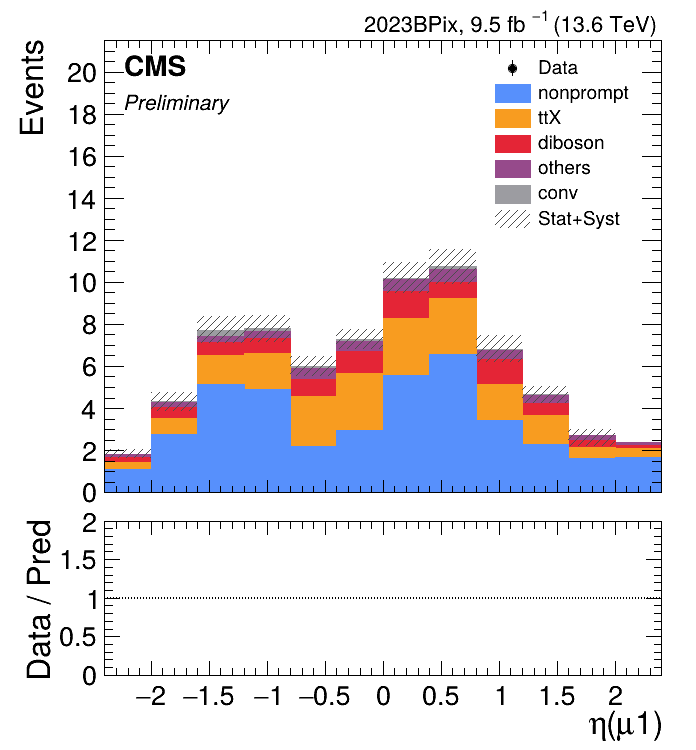 2023BPix, 9.5 fb⁻¹ (13.6 TeV)
CMS
Preliminary
Events
20
18
16
14
12
10
8
6
4
2
0
Data
nonprompt
ttX
diboson
others
conv
Stat+Syst
Data / Pred
2
1.5
1
0.5
0
−2 −1.5 −1 −0.5 0 0.5 1 1.5 2
η(μ1)